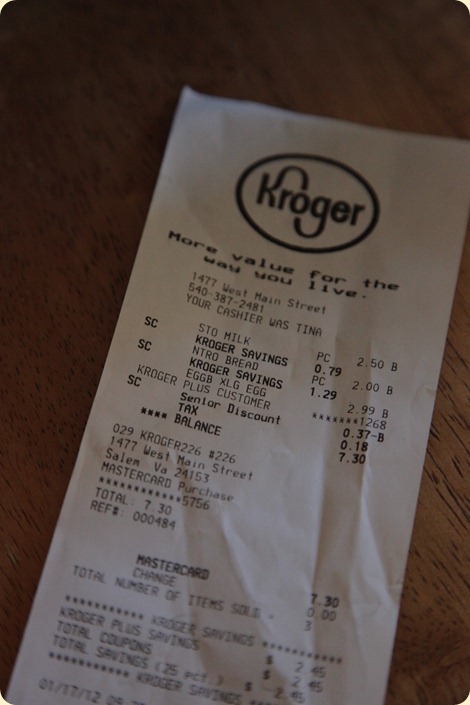 Kroger
More value for the
way you live.
1477 West Main Street
540-387-2481
YOUR CASHIER WAS TINA
STO MILK PC 2.50 B
SC KROGER SAVINGS 0.79
NTRO BREAD PC 2.00 B
SC KROGER SAVINGS 1.29
EGGB XLG EGG 2.99 B
KROGER PLUS CUSTOMER *******1268
SC Senior Discount 0.37-B
TAX 0.18
**** BALANCE 7.30
029 KROGER226 #226
1477 West Main Street
Salem Va 24153
MASTERCARD Purchase
************5756
TOTAL: 7.30
REF#: 000484
MASTERCARD 7.30
CHANGE 0.00
TOTAL NUMBER OF ITEMS SOLD = 3
*********** KROGER SAVINGS ***********
KROGER PLUS SAVINGS $ 2.45
TOTAL COUPONS $ 2.45
TOTAL SAVINGS (25 pct.) $ 2.45
*********** KROGER SAVINGS
01/17/12